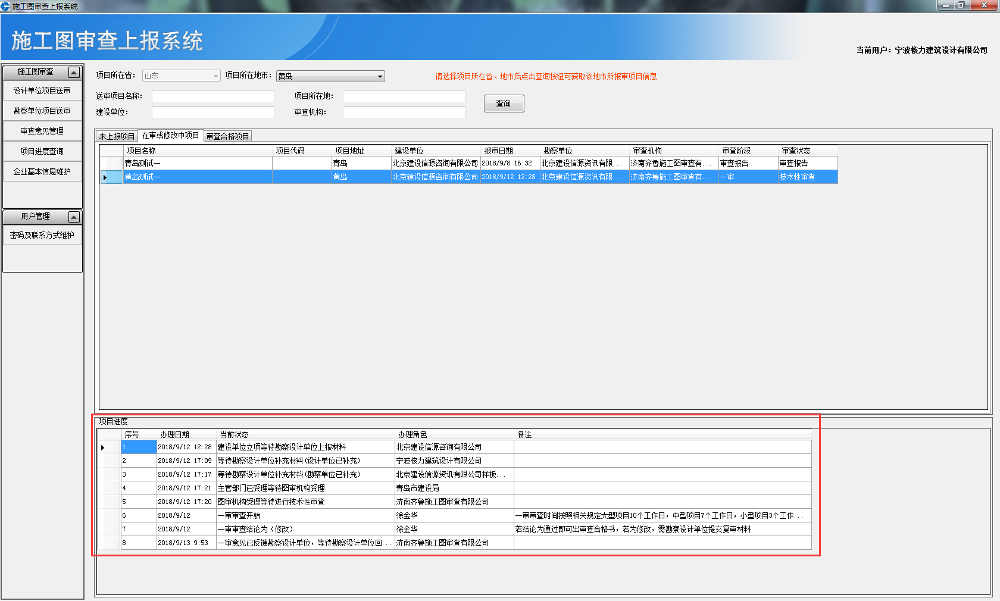 施工图审查上报系统
施工图审查上报系统
当前用户：宁波核力建筑设计有限公司
施工图审查
设计单位项目送审
勘察单位项目送审
审查意见管理
项目进度查询
企业基本信息维护
用户管理
密码及联系方式维护
项目所在省： 山东 项目所在地市： 黄岛 请选择项目所在省、地市后点击查询按钮可获取该地市所报审项目信息
送审项目名称： 项目所在地：
建设单位： 审查机构：
查询
未上报项目 在审或修改中项目 审查合格项目
项目名称 项目代码 项目地址 建设单位 报审日期 勘察单位 审查机构 审查阶段 审查状态
青岛测试一 青岛 北京建设信源咨询有限公司 2018/9/8 16:32 北京建设信源资讯有限... 济南齐鲁施工图审查有... 审查报告 审查报告
黄岛测试一 黄岛 北京建设信源咨询有限公司 2018/9/12 12:28 北京建设信源资讯有限... 济南齐鲁施工图审查有... 一审 技术性审查
项目进度
序号 办理日期 当前状态 办理角色 备注
1 2018/9/12 12:28 建设单位立项等待勘察设计单位上报材料 北京建设信源咨询有限公司
2 2018/9/12 17:09 等待勘察设计单位补充材料(设计单位已补充) 宁波核力建筑设计有限公司
3 2018/9/12 17:17 等待勘察设计单位补充材料(勘察单位已补充) 北京建设信源资讯有限公司样板...
4 2018/9/12 17:21 主管部门已受理等待图审机构受理 青岛市建设局
5 2018/9/12 17:20 图审机构受理等待进行技术性审查 济南齐鲁施工图审查有限公司
6 2018/9/12 一审审查开始 徐金华 一审审查时间按照相关规定大型项目10个工作日，中型项目7个工作日，小型项目3个工作...
7 2018/9/12 一审审查结论为（修改） 徐金华 若结论为通过即可出审查合格书，若为修改，需勘察设计单位提交复审材料
8 2018/9/13 9:53 一审意见已反馈勘察设计单位，等待勘察设计单位回... 济南齐鲁施工图审查有限公司